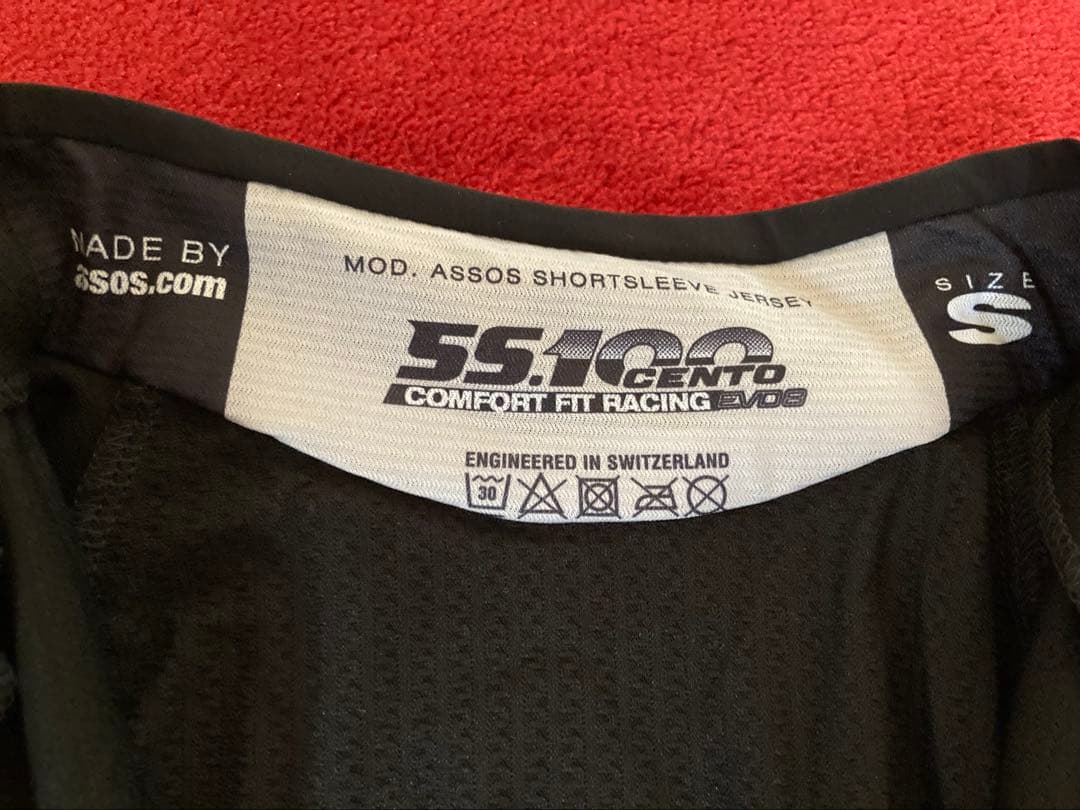 MADE BY
assos.com
MOD. ASSOS SHORTSLEEVE JERSEY
SS.100
CENTO
COMFORT FIT RACING EVO8
ENGINEERED IN SWITZERLAND
30
SIZE
S